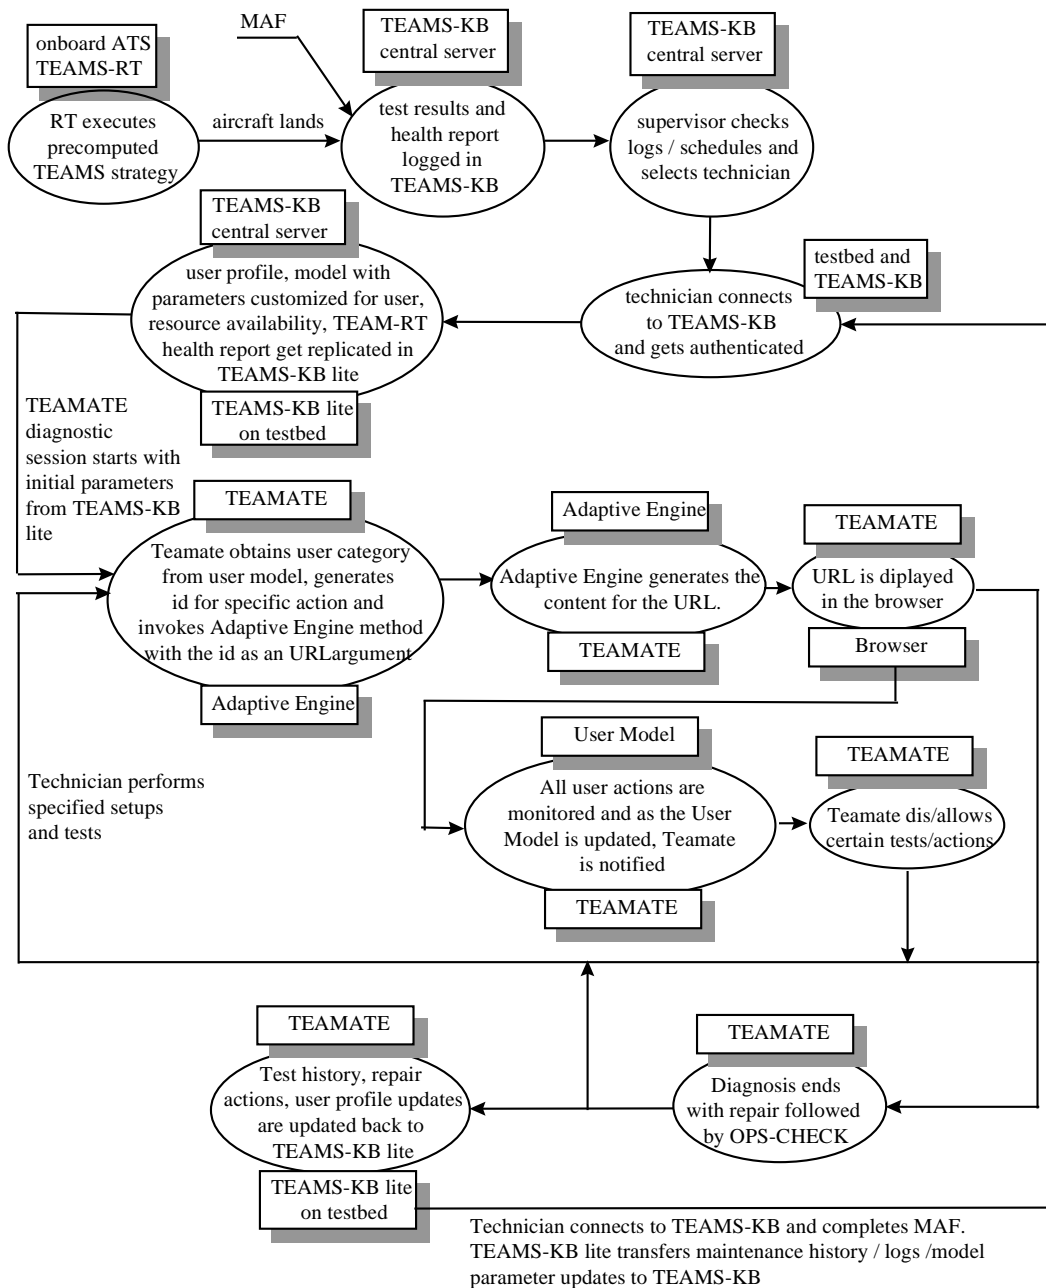 onboard ATS
TEAMS-RT
RT executes
precomputed
TEAMS strategy
aircraft lands
MAF
TEAMS-KB
central server
test results and
health report
logged in
TEAMS-KB
TEAMS-KB
central server
supervisor checks
logs / schedules and
selects technician
testbed and
TEAMS-KB
technician connects
to TEAMS-KB
and gets authenticated
TEAMS-KB
central server
user profile, model with
parameters customized for user,
resource availability, TEAM-RT
health report get replicated in
TEAMS-KB lite
TEAMS-KB lite
on testbed
TEAMATE
diagnostic
session starts with
initial parameters
from TEAMS-KB
lite
TEAMATE
Teamate obtains user category
from user model, generates
id for specific action and
invokes Adaptive Engine method
with the id as an URLargument
Adaptive Engine
Adaptive Engine
Adaptive Engine generates the
content for the URL.
TEAMATE
TEAMATE
URL is diplayed
in the browser
Browser
Technician performs
specified setups
and tests
User Model
All user actions are
monitored and as the User
Model is updated, Teamate
is notified
TEAMATE
TEAMATE
Teamate dis/allows
certain tests/actions
TEAMATE
Test history, repair
actions, user profile updates
are updated back to
TEAMS-KB lite
TEAMS-KB lite
on testbed
TEAMATE
Diagnosis ends
with repair followed
by OPS-CHECK
Technician connects to TEAMS-KB and completes MAF.
TEAMS-KB lite transfers maintenance history / logs /model
parameter updates to TEAMS-KB